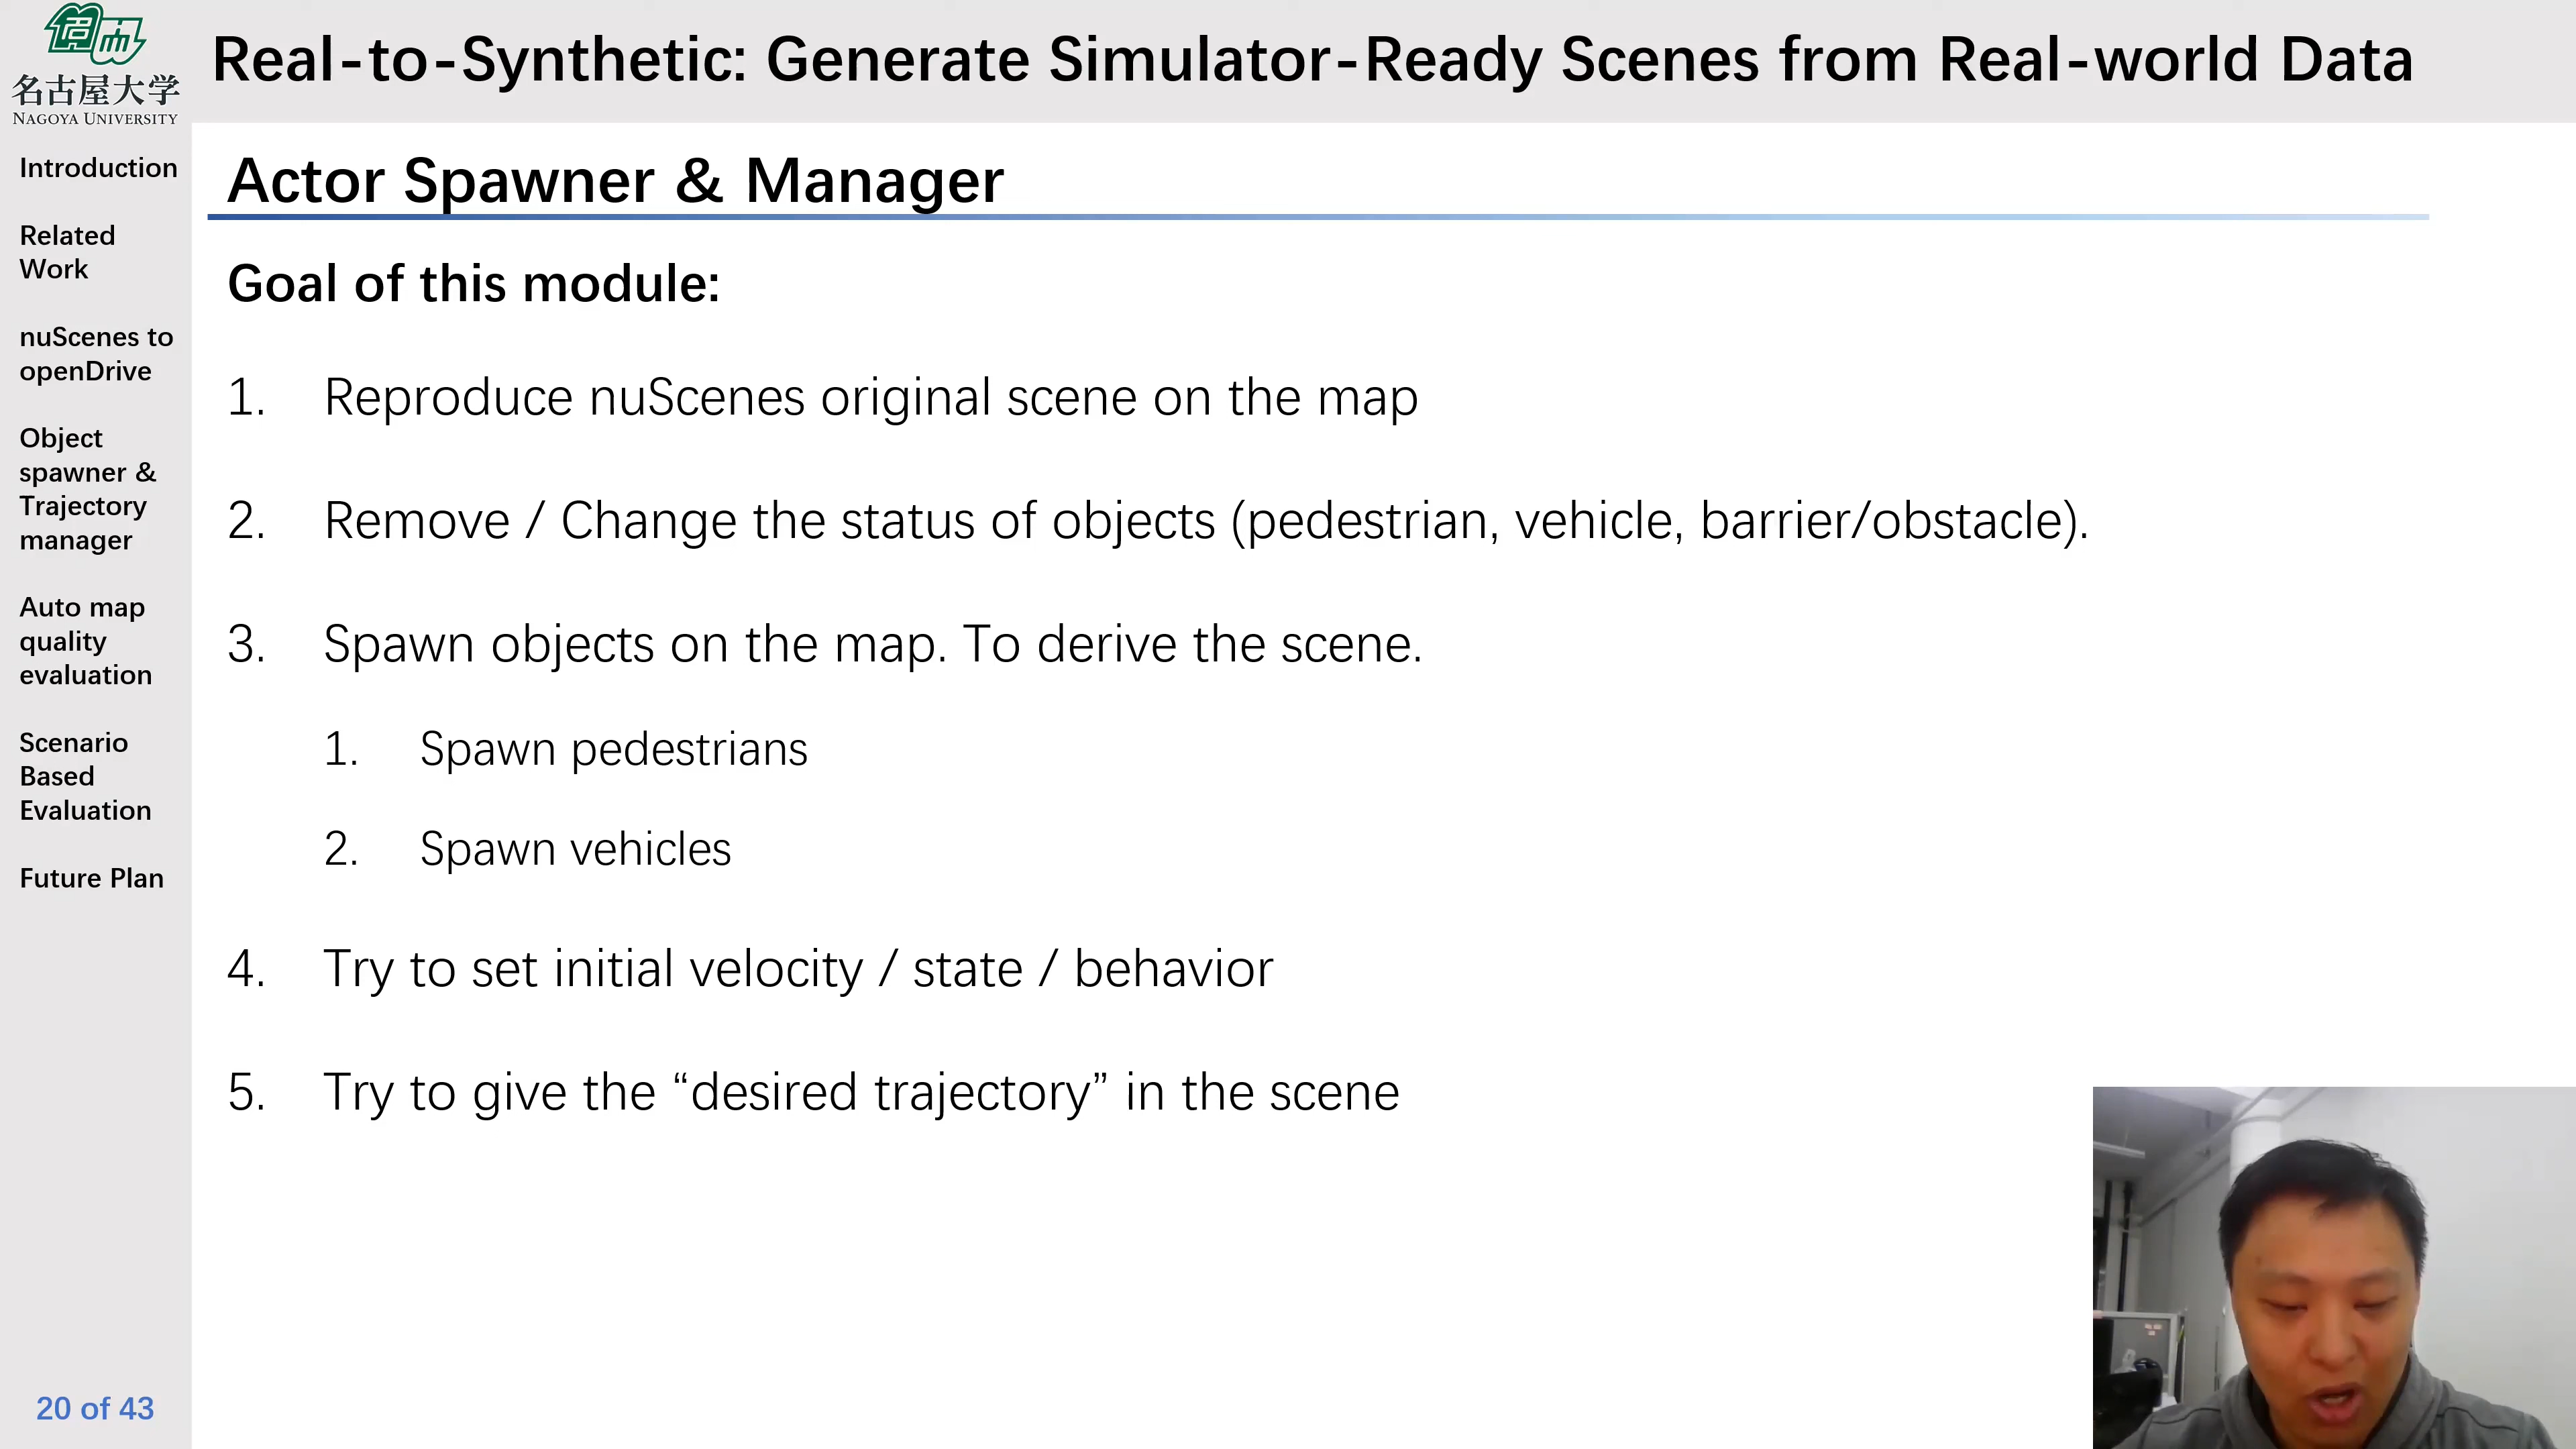 名古屋大学
NAGOYA UNIVERSITY
Real-to-Synthetic: Generate Simulator-Ready Scenes from Real-world Data
Introduction
Related
Work
nuScenes to
openDrive
Object
spawner &
Trajectory
manager
Auto map
quality
evaluation
Scenario
Based
Evaluation
Future Plan
20 of 43
Actor Spawner & Manager
Goal of this module:
1. Reproduce nuScenes original scene on the map
2. Remove / Change the status of objects (pedestrian, vehicle, barrier/obstacle).
3. Spawn objects on the map. To derive the scene.
1. Spawn pedestrians
2. Spawn vehicles
4. Try to set initial velocity / state / behavior
5. Try to give the “desired trajectory” in the scene